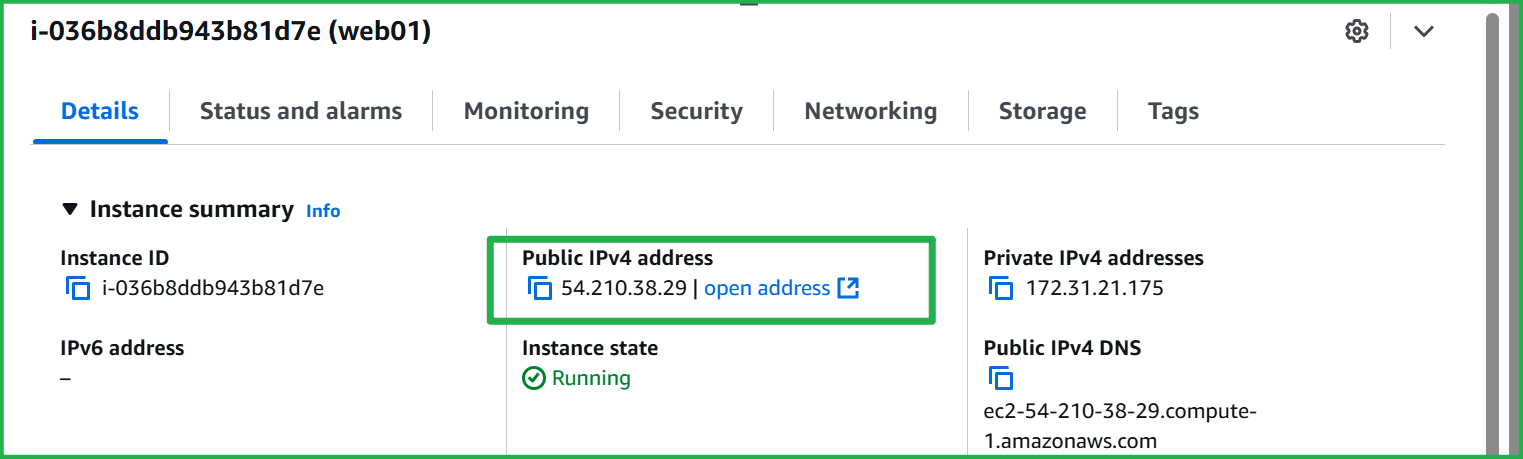 i-036b8ddb943b81d7e (web01)
Details
Status and alarms
Monitoring
Security
Networking
Storage
Tags
Instance summary Info
Instance ID
i-036b8ddb943b81d7e
Public IPv4 address
54.210.38.29 | open address
Private IPv4 addresses
172.31.21.175
IPv6 address
–
Instance state
Running
Public IPv4 DNS
ec2-54-210-38-29.compute-
1.amazonaws.com